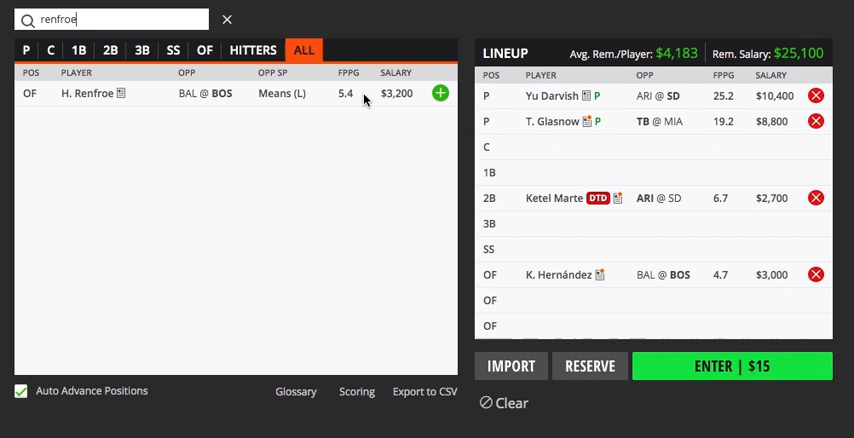 renfroe
P C 1B 2B 3B SS OF HITTERS ALL
POS PLAYER OPP OPP SP FPPG SALARY
OF H. Renfroe BAL @ BOS Means (L) 5.4 $3,200
Auto Advance Positions Glossary Scoring Export to CSV
LINEUP Avg. Rem./Player: $4,183 Rem. Salary: $25,100
POS PLAYER OPP FPPG SALARY
P Yu Darvish P ARI @ SD 25.2 $10,400
P T. Glasnow P TB @ MIA 19.2 $8,800
C
1B
2B Ketel Marte DTD ARI @ SD 6.7 $2,700
3B
SS
OF K. Hernández BAL @ BOS 4.7 $3,000
OF
OF
IMPORT RESERVE ENTER | $15
Clear